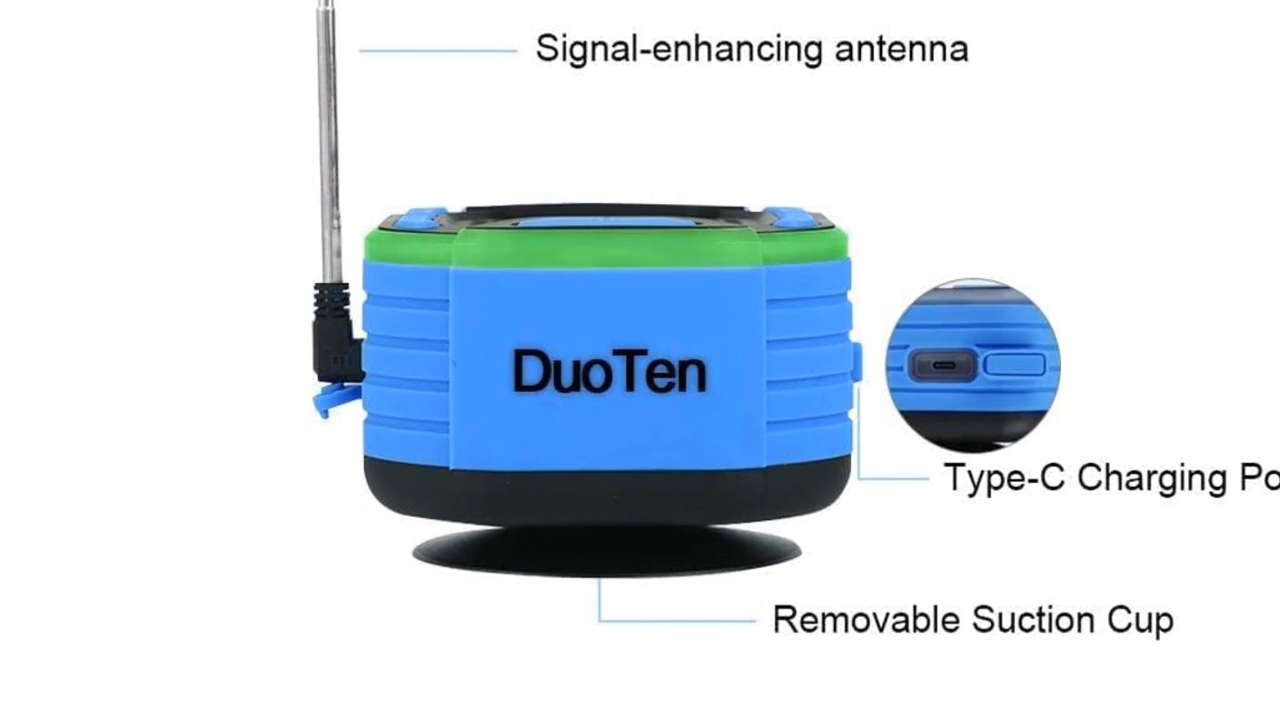 Signal-enhancing antenna
DuoTen
Type-C Charging Po
Removable Suction Cup